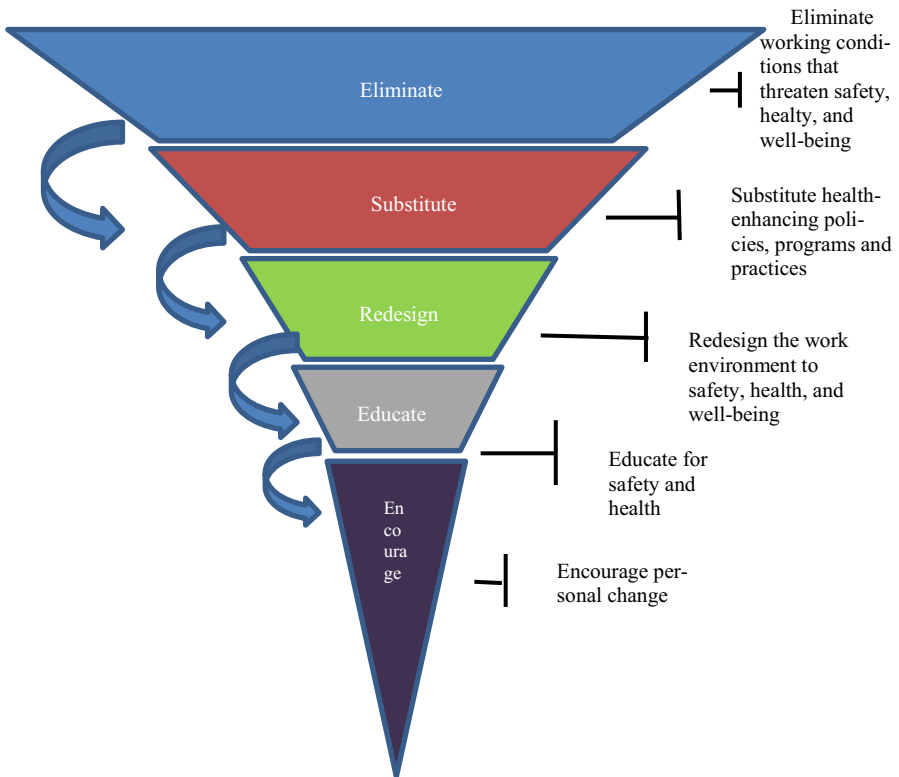 Eliminate
Eliminate
working condi-
tions that
threaten safety,
healty, and
well-being
Substitute
Substitute health-
enhancing poli-
cies, programs and
practices
Redesign
Redesign the work
environment to
safety, health, and
well-being
Educate
Educate for
safety and
health
En
co
ura
ge
Encourage per-
sonal change